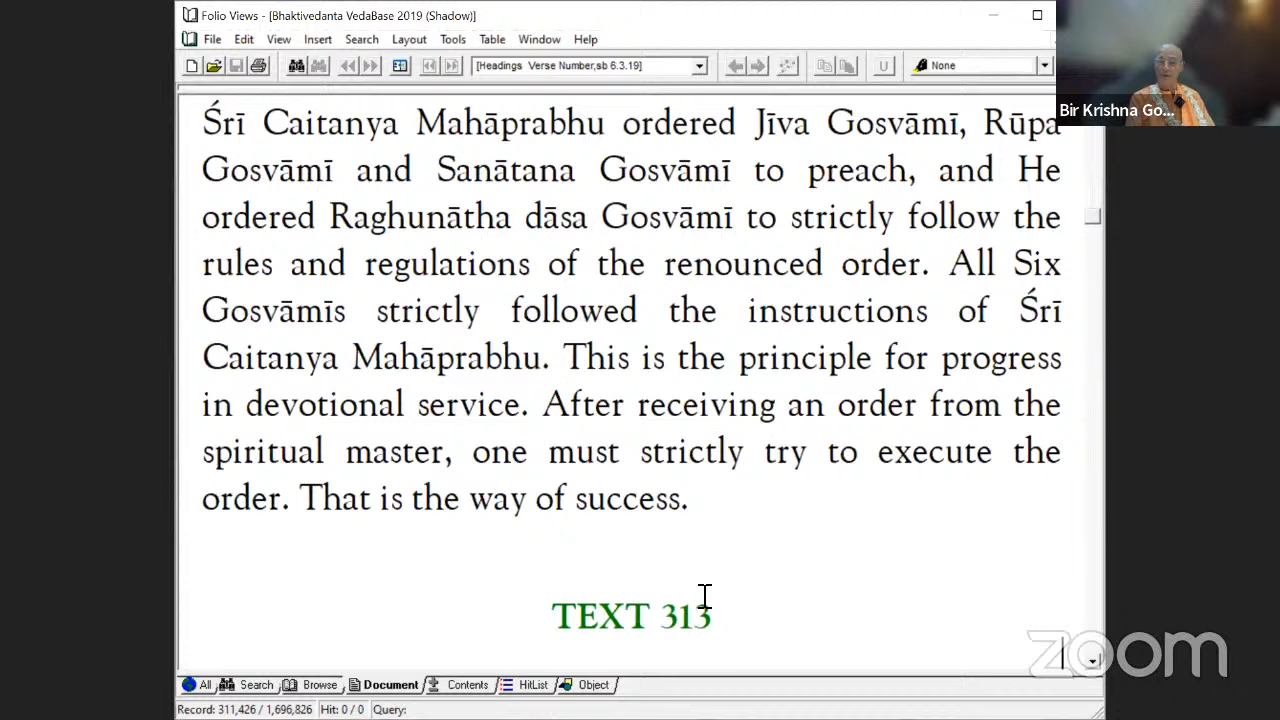 Folio Views - [Bhaktivedanta VedaBase 2019 (Shadow)]
File Edit View Insert Search Layout Tools Table Window Help
[Headings Verse Number,sb 6.3.19]
U
None
Bir Krishna Go...
Śrī Caitanya Mahāprabhu ordered Jīva Gosvāmī, Rūpa
Gosvāmī and Sanātana Gosvāmī to preach, and He
ordered Raghunātha dāsa Gosvāmī to strictly follow the
rules and regulations of the renounced order. All Six
Gosvāmīs strictly followed the instructions of Śrī
Caitanya Mahāprabhu. This is the principle for progress
in devotional service. After receiving an order from the
spiritual master, one must strictly try to execute the
order. That is the way of success.
TEXT 313
zoom
All Search Browse Document Contents HitList Object
Record: 311,426 / 1,696,826 Hit: 0 / 0 Query: